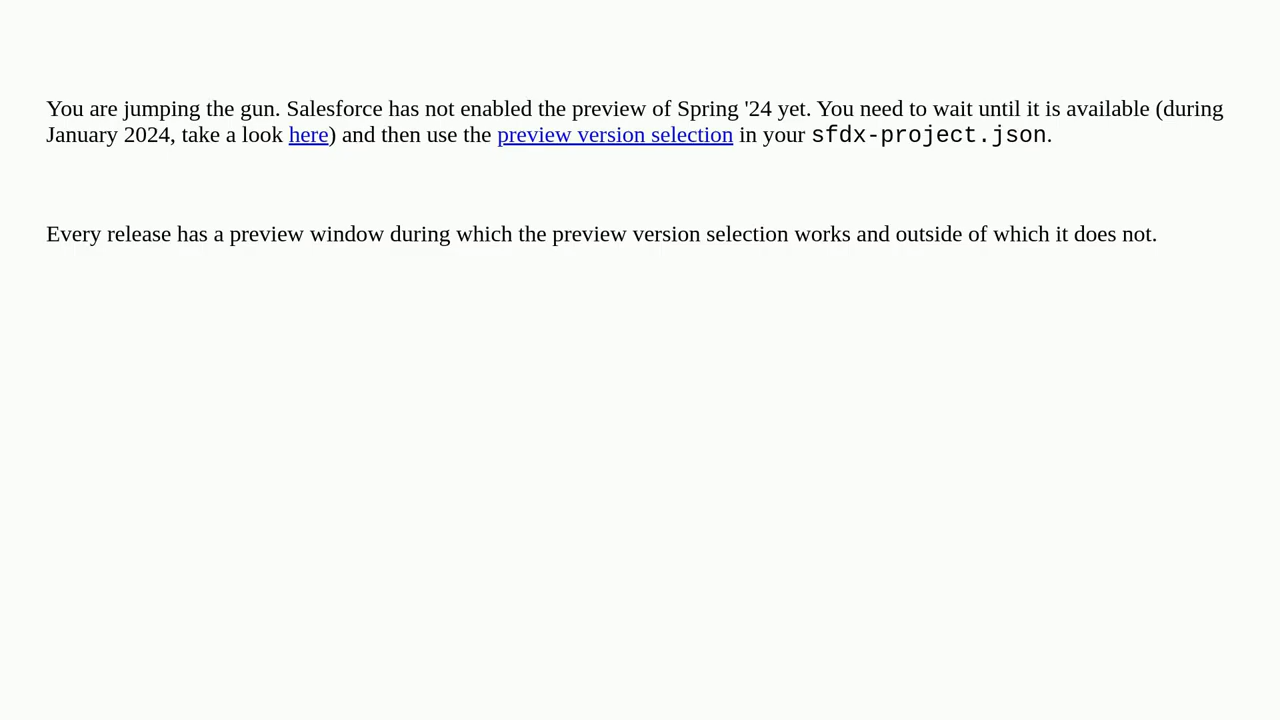 You are jumping the gun. Salesforce has not enabled the preview of Spring '24 yet. You need to wait until it is available (during
January 2024, take a look here) and then use the preview version selection in your sfdx-project.json.
Every release has a preview window during which the preview version selection works and outside of which it does not.